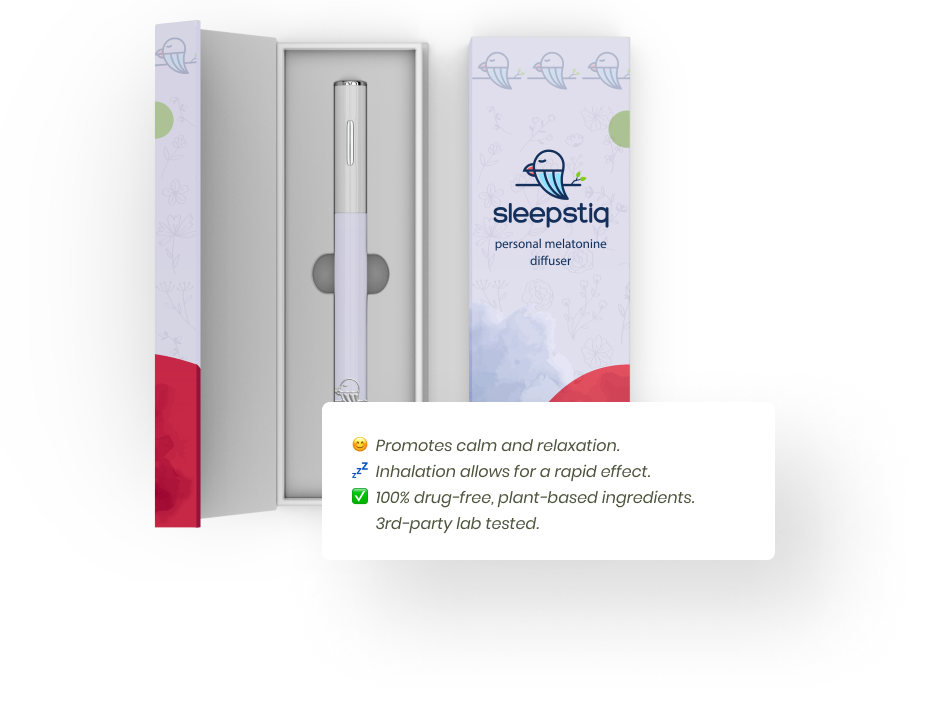 sleepstiq
personal melatonine
diffuser
😊 Promotes calm and relaxation.
💤 Inhalation allows for a rapid effect.
✅ 100% drug-free, plant-based ingredients.
3rd-party lab tested.